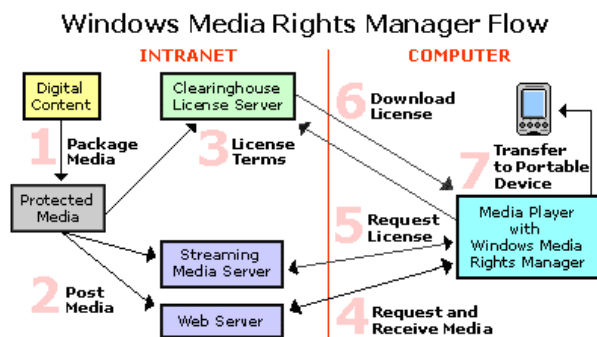 Windows Media Rights Manager Flow
INTRANET
COMPUTER
Digital
Content
Clearinghouse
License Server
6 Download
License
1 Package
Media
3 License
Terms
7 Transfer
to Portable
Device
Protected
Media
5 Request
License
Media Player
with
Windows Media
Rights Manager
Streaming
Media Server
2 Post
Media
Web Server
4 Request and
Receive Media